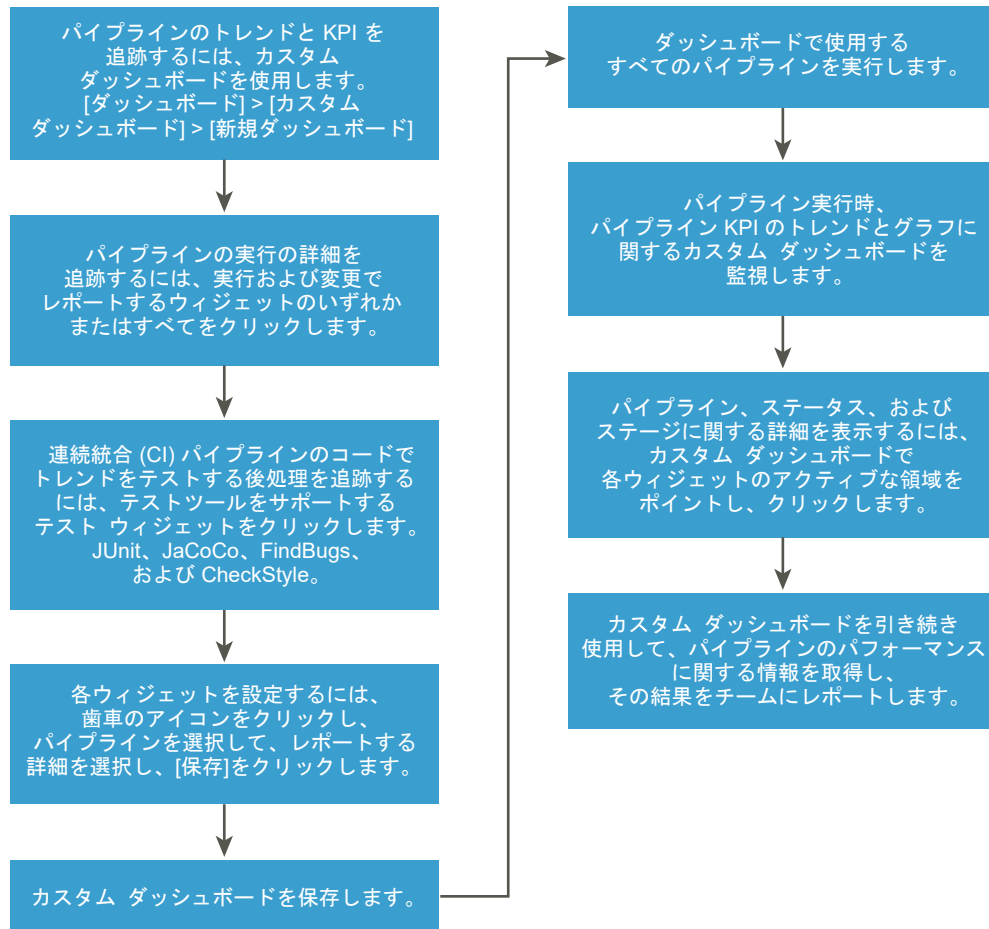 パイプラインのトレンドと KPI を
追跡するには、カスタム
ダッシュボードを使用します。
[ダッシュボード] > [カスタム
ダッシュボード] > [新規ダッシュボード]
パイプラインの実行の詳細を
追跡するには、実行および変更で
レポートするウィジェットのいずれか
またはすべてをクリックします。
連続統合 (CI) パイプラインのコードで
トレンドをテストする後処理を追跡する
には、テストツールをサポートする
テスト ウィジェットをクリックします。
JUnit、JaCoCo、FindBugs、
および CheckStyle。
各ウィジェットを設定するには、
歯車のアイコンをクリックし、
パイプラインを選択して、レポートする
詳細を選択し、[保存]をクリックします。
カスタム ダッシュボードを保存します。
ダッシュボードで使用する
すべてのパイプラインを実行します。
パイプライン実行時、
パイプライン KPI のトレンドとグラフに
関するカスタム ダッシュボードを
監視します。
パイプライン、ステータス、および
ステージに関する詳細を表示するには、
カスタム ダッシュボードで
各ウィジェットのアクティブな領域を
ポイントし、クリックします。
カスタム ダッシュボードを引き続き
使用して、パイプラインのパフォーマンス
に関する情報を取得し、
その結果をチームにレポートします。